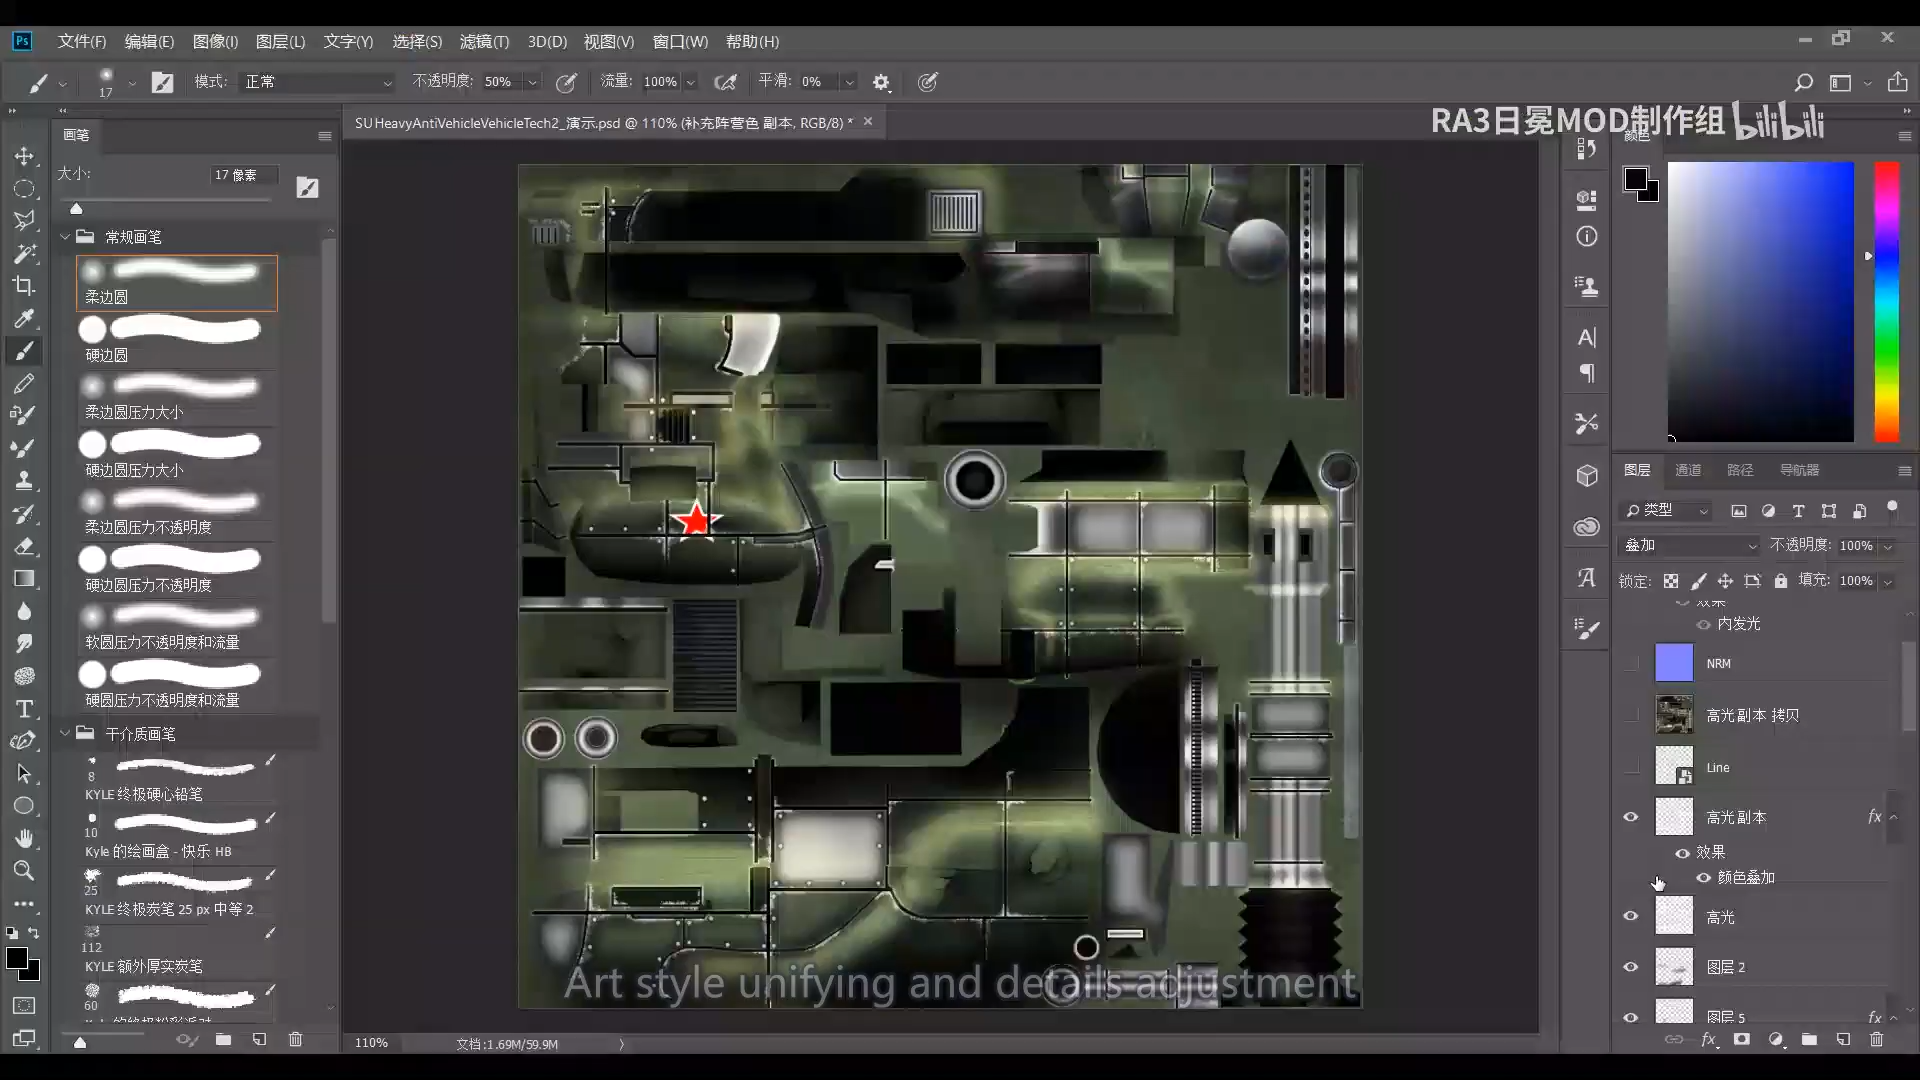 Ps 文件(F) 编辑(E) 图像(I) 图层(L) 文字(Y) 选择(S) 滤镜(T) 3D(D) 视图(V) 窗口(W) 帮助(H)
17 模式: 正常 不透明度: 50% 流量: 100% 平滑: 0%
RA3日冕MOD制作组 bilibili
SUHeavyAntiVehicleVehicleTech2_演示.psd @ 110% (补充阵营色 副本, RGB/8) *
画笔
颜色
大小: 17 像素
常规画笔
柔边圆
硬边圆
柔边圆压力大小
硬边圆压力大小
柔边圆压力不透明度
硬边圆压力不透明度
软圆压力不透明度和流量
硬圆压力不透明度和流量
干介质画笔
8
KYLE 终极硬心铅笔
10
Kyle 的绘画盒 - 快乐 HB
25
KYLE 终极炭笔 25 px 中等 2
112
KYLE 额外厚实炭笔
60
图层 通道 路径 导航器
类型
叠加 不透明度: 100%
锁定: 填充: 100%
效果
内发光
NRM
高光 副本 拷贝
Line
高光 副本 fx
效果
颜色叠加
高光
图层 2
图层 5 fx
Art style unifying and details adjustment
110% 文档:1.69M/59.9M
fx